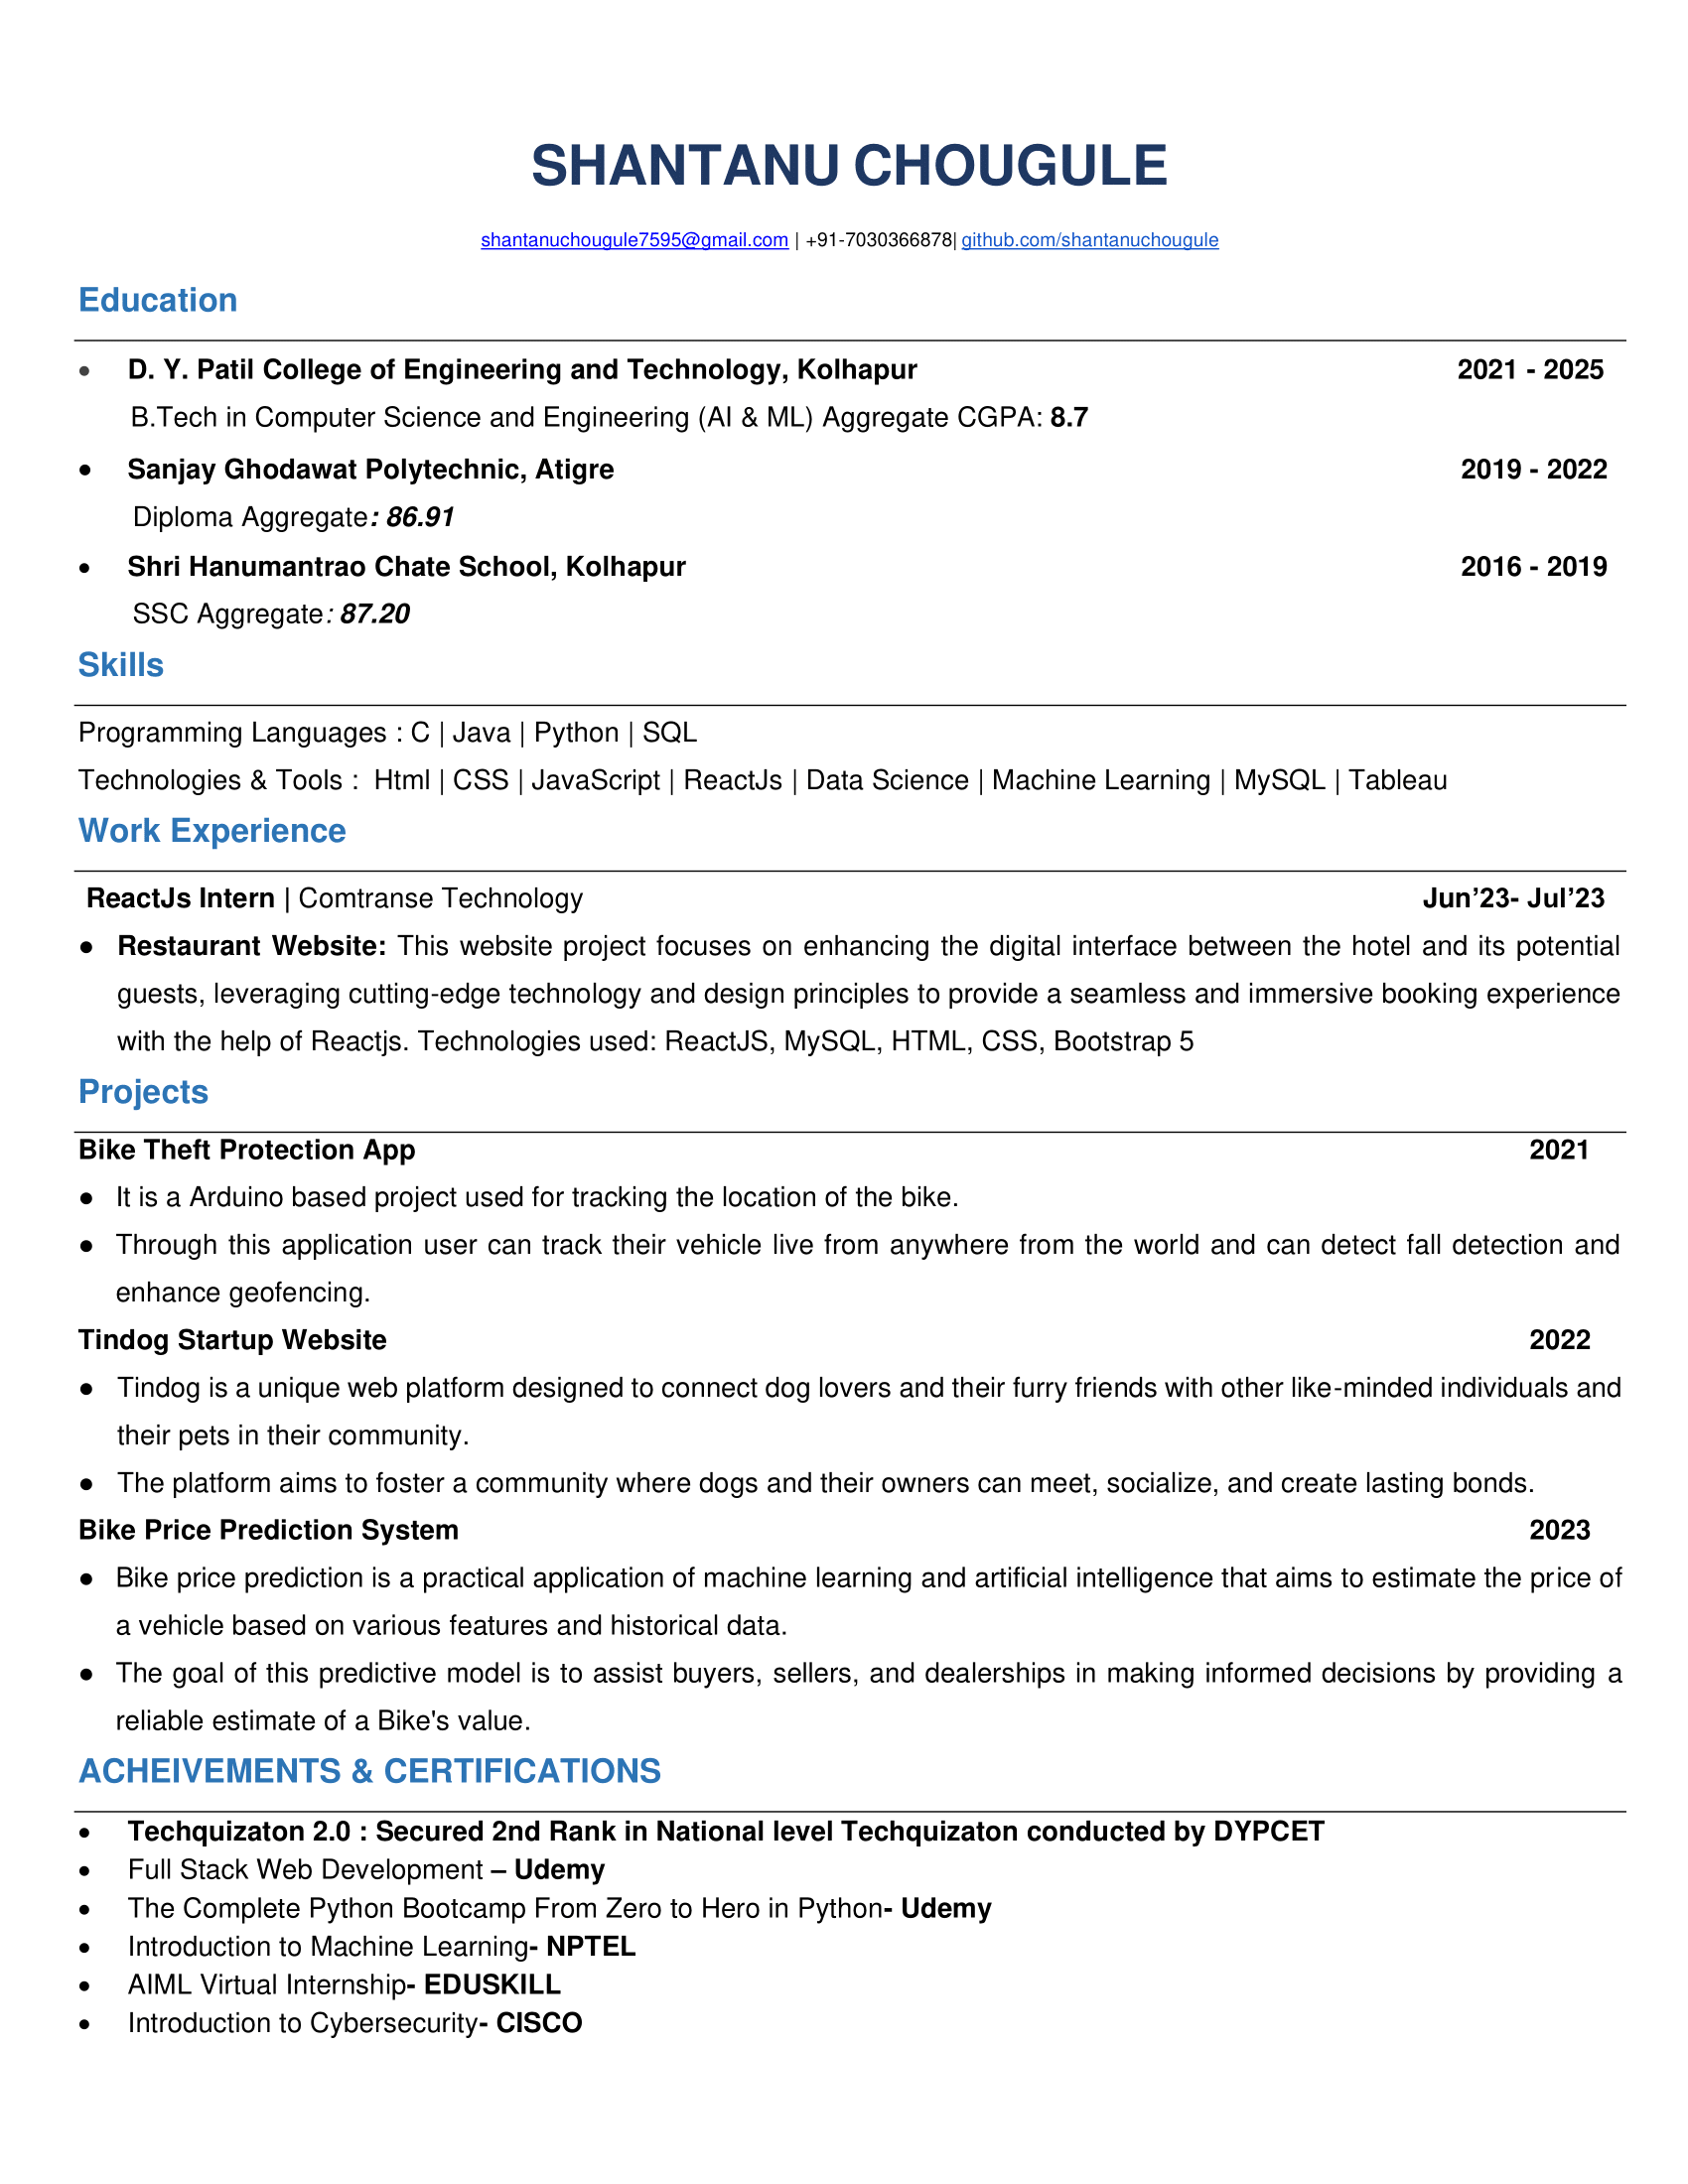 SHANTANU CHOUGULE
shantanuchougule7595@gmail.com | +91-7030366878| github.com/shantanuchougule
Education
• D. Y. Patil College of Engineering and Technology, Kolhapur 2021 - 2025
B.Tech in Computer Science and Engineering (AI & ML) Aggregate CGPA: 8.7
• Sanjay Ghodawat Polytechnic, Atigre 2019 - 2022
Diploma Aggregate: 86.91
• Shri Hanumantrao Chate School, Kolhapur 2016 - 2019
SSC Aggregate: 87.20
Skills
Programming Languages : C | Java | Python | SQL
Technologies & Tools : Html | CSS | JavaScript | ReactJs | Data Science | Machine Learning | MySQL | Tableau
Work Experience
ReactJs Intern | Comtranse Technology Jun’23- Jul’23
● Restaurant Website: This website project focuses on enhancing the digital interface between the hotel and its potential
guests, leveraging cutting-edge technology and design principles to provide a seamless and immersive booking experience
with the help of Reactjs. Technologies used: ReactJS, MySQL, HTML, CSS, Bootstrap 5
Projects
Bike Theft Protection App 2021
● It is a Arduino based project used for tracking the location of the bike.
● Through this application user can track their vehicle live from anywhere from the world and can detect fall detection and
enhance geofencing.
Tindog Startup Website 2022
● Tindog is a unique web platform designed to connect dog lovers and their furry friends with other like-minded individuals and
their pets in their community.
● The platform aims to foster a community where dogs and their owners can meet, socialize, and create lasting bonds.
Bike Price Prediction System 2023
● Bike price prediction is a practical application of machine learning and artificial intelligence that aims to estimate the price of
a vehicle based on various features and historical data.
● The goal of this predictive model is to assist buyers, sellers, and dealerships in making informed decisions by providing a
reliable estimate of a Bike's value.
ACHEIVEMENTS & CERTIFICATIONS
• Techquizaton 2.0 : Secured 2nd Rank in National level Techquizaton conducted by DYPCET
• Full Stack Web Development – Udemy
• The Complete Python Bootcamp From Zero to Hero in Python- Udemy
• Introduction to Machine Learning- NPTEL
• AIML Virtual Internship- EDUSKILL
• Introduction to Cybersecurity- CISCO